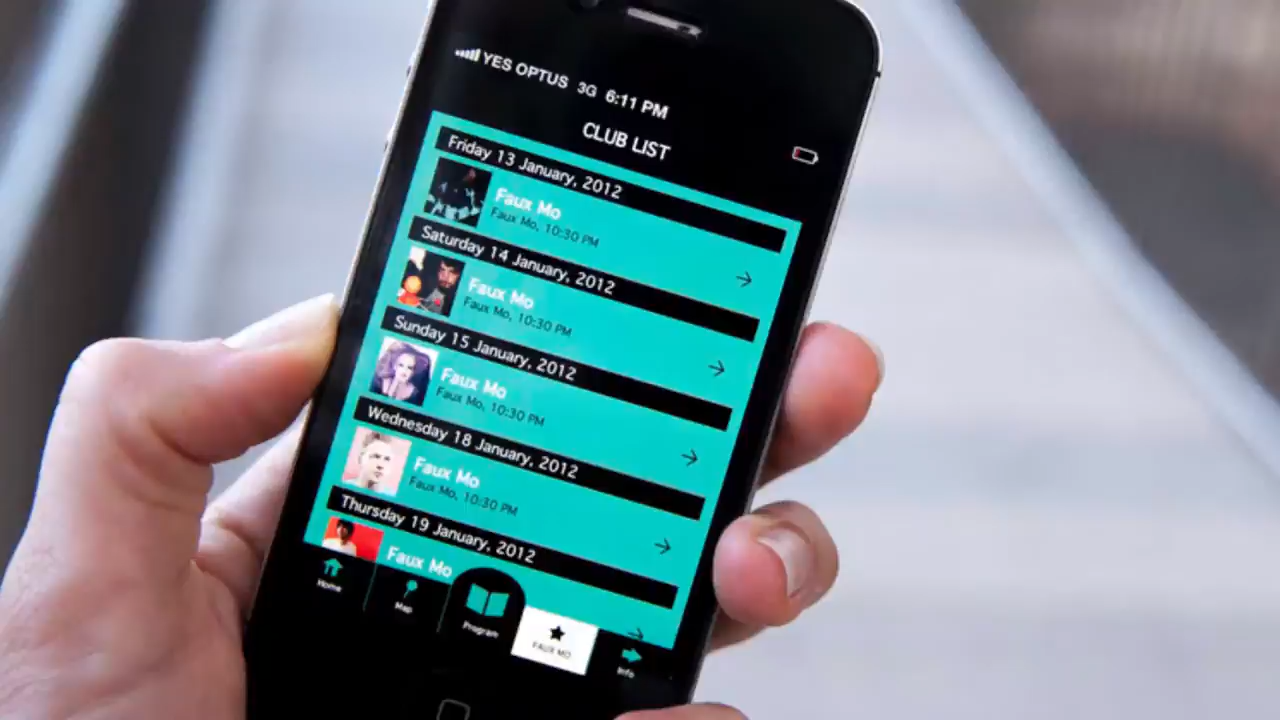 YES OPTUS 3G 6:11 PM
CLUB LIST
Friday 13 January, 2012
Faux Mo
Faux Mo, 10:30 PM
Saturday 14 January, 2012
Faux Mo
Faux Mo, 10:30 PM
Sunday 15 January, 2012
Faux Mo
Faux Mo, 10:30 PM
Wednesday 18 January, 2012
Faux Mo
Faux Mo, 10:30 PM
Thursday 19 January, 2012
Faux Mo
Home
Map
Program
FAUX MO
Info